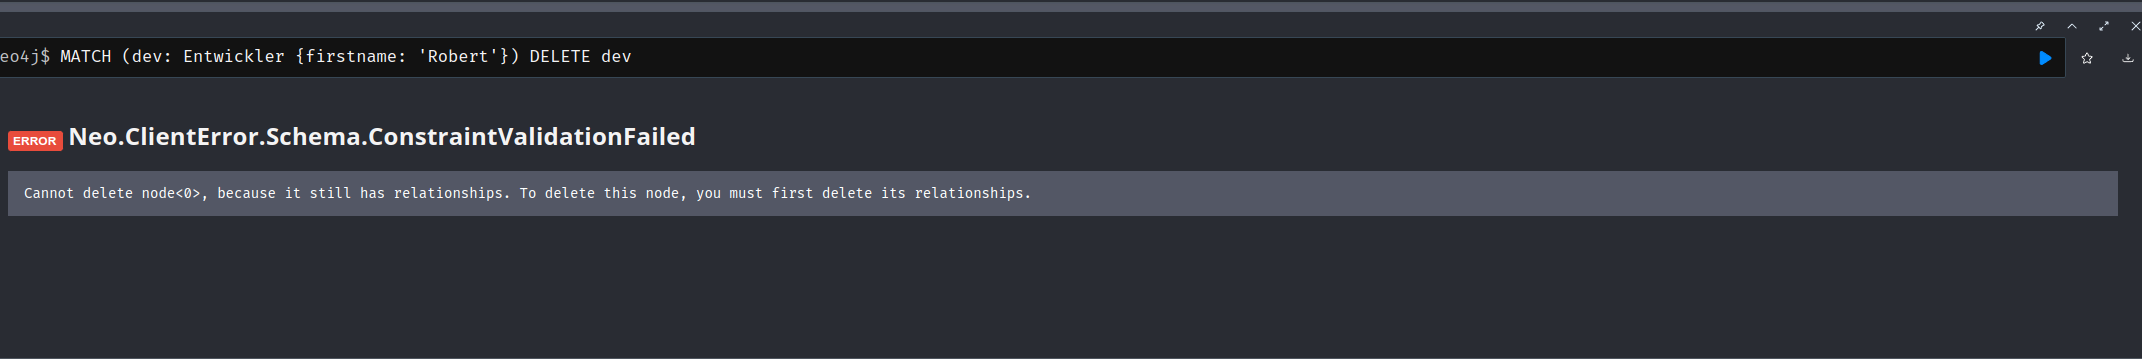 eo4j$ MATCH (dev: Entwickler {firstname: 'Robert'}) DELETE dev
ERROR Neo.ClientError.Schema.ConstraintValidationFailed
Cannot delete node<0>, because it still has relationships. To delete this node, you must first delete its relationships.